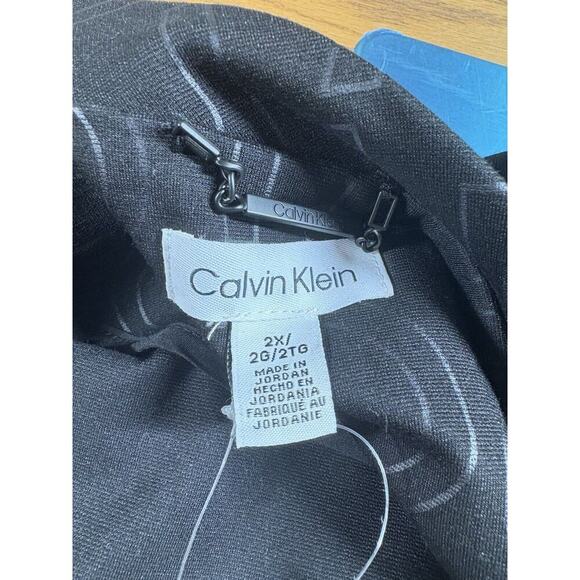 Calvin Klein
Calvin Klein
2X/
2G/2TG
MADE IN
JORDAN
HECHO EN
JORDANIA
FABRIQUÉ AU
JORDANIE